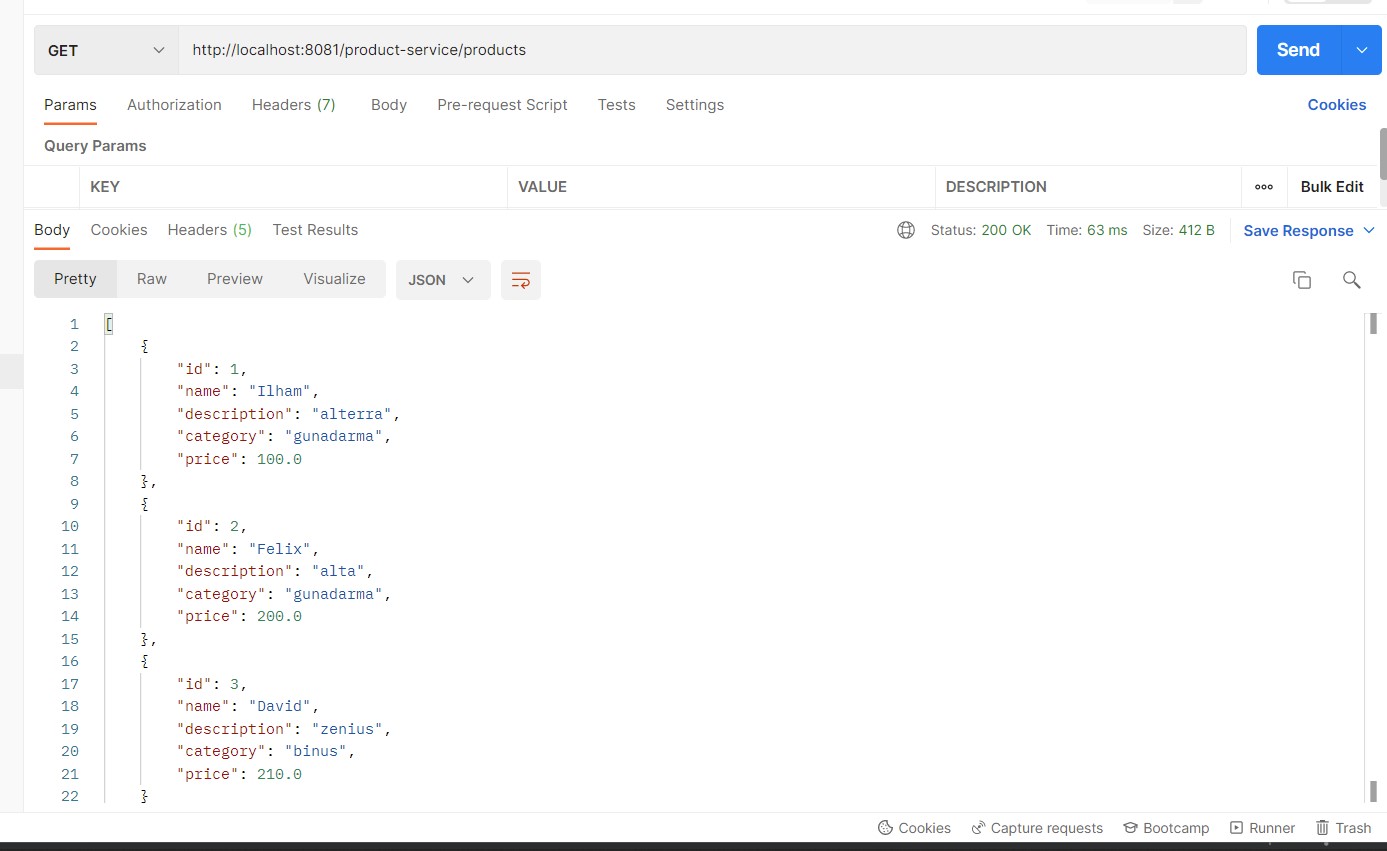 GET http://localhost:8081/product-service/products Send
Params Authorization Headers (7) Body Pre-request Script Tests Settings Cookies
Query Params
KEY VALUE DESCRIPTION ooo Bulk Edit
Body Cookies Headers (5) Test Results Status: 200 OK Time: 63 ms Size: 412 B Save Response
Pretty Raw Preview Visualize JSON
1 [
2 {
3 "id": 1,
4 "name": "Ilham",
5 "description": "alterra",
6 "category": "gunadarma",
7 "price": 100.0
8 },
9 {
10 "id": 2,
11 "name": "Felix",
12 "description": "alta",
13 "category": "gunadarma",
14 "price": 200.0
15 },
16 {
17 "id": 3,
18 "name": "David",
19 "description": "zenius",
20 "category": "binus",
21 "price": 210.0
22 }
Cookies Capture requests Bootcamp Runner Trash